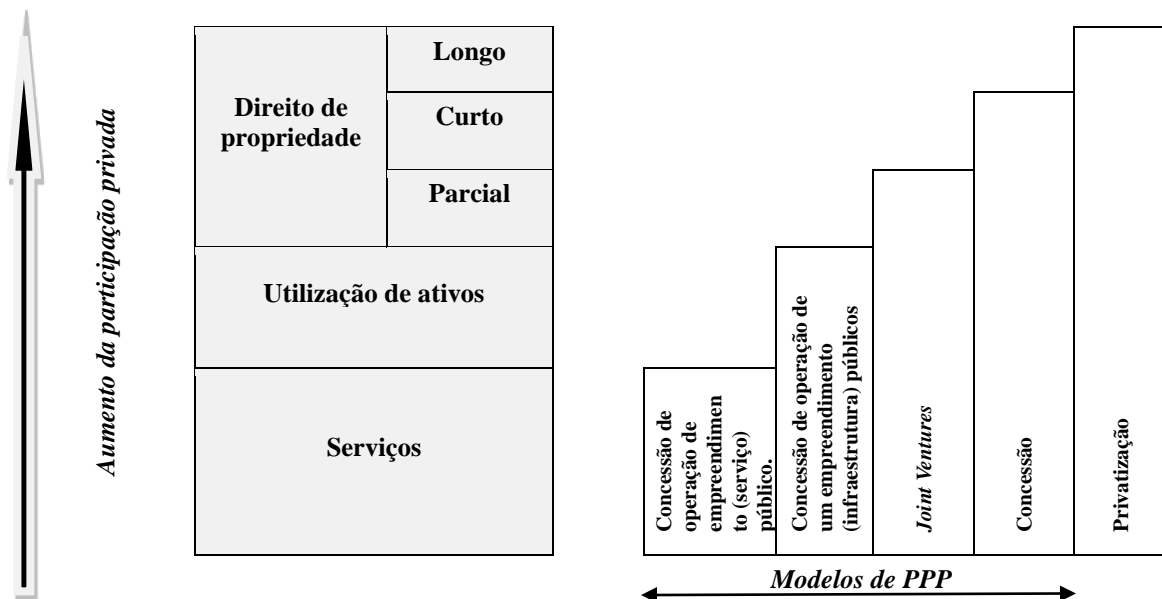 Aumento da participação privada
Direito de
propriedade
Longo
Curto
Parcial
Utilização de ativos
Serviços
Concessão de
operação de
empreendimen
to (serviço)
público.
Concessão de operação de
um empreendimento
(infraestrutura) públicos
Joint Ventures
Concessão
Privatização
Modelos de PPP